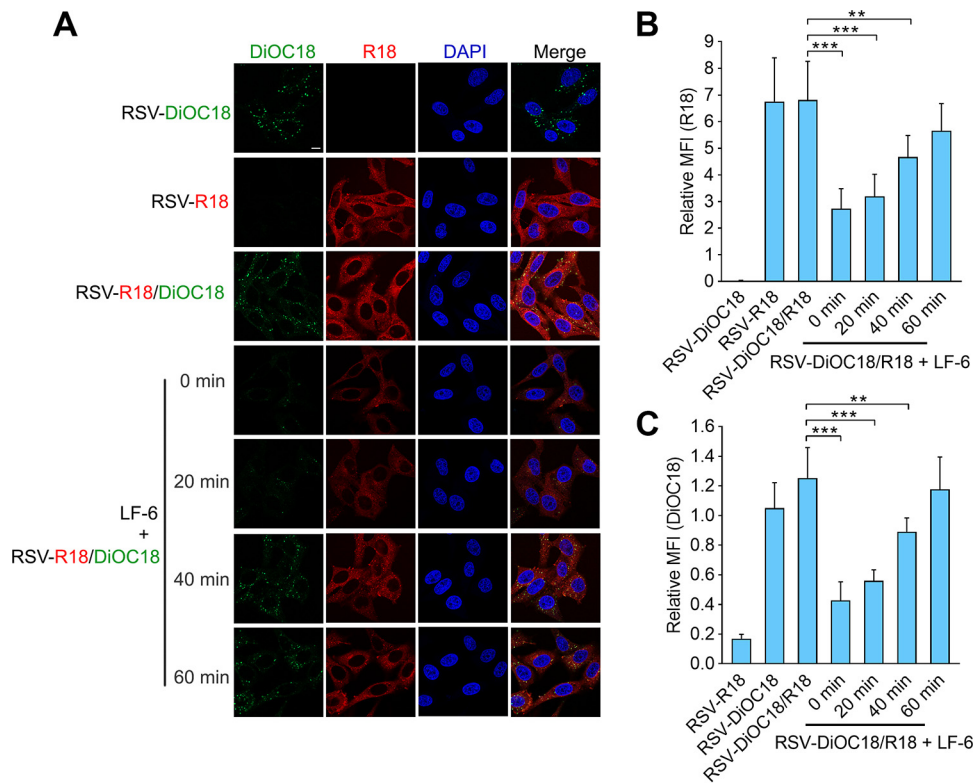 A
DiOC18 R18 DAPI Merge
RSV-DiOC18
RSV-R18
RSV-R18/DiOC18
0 min
20 min
LF-6
+
RSV-R18/DiOC18
40 min
60 min
B
Relative MFI (R18)
9
8
7
6
5
4
3
2
1
0
** 
***
***
RSV-DiOC18
RSV-R18
RSV-DiOC18/R18
0 min
20 min
40 min
60 min
RSV-DiOC18/R18 + LF-6
C
Relative MFI (DiOC18)
1.6
1.4
1.2
1.0
0.8
0.6
0.4
0.2
0.0
**
***
***
RSV-R18
RSV-DiOC18
RSV-DiOC18/R18
0 min
20 min
40 min
60 min
RSV-DiOC18/R18 + LF-6